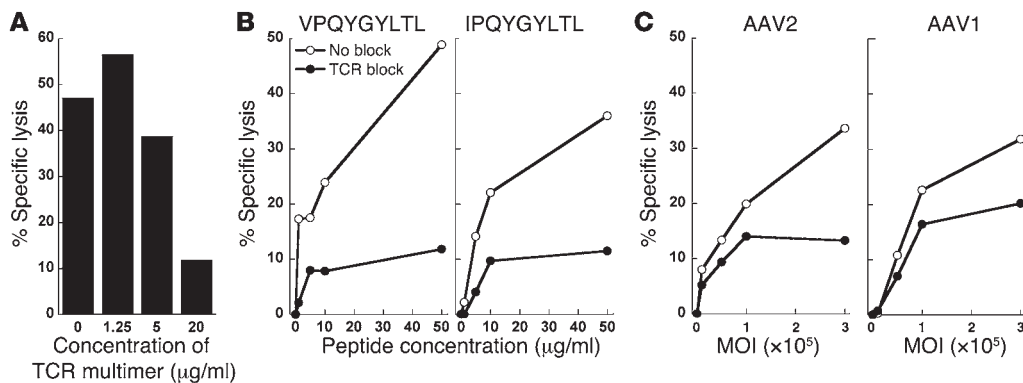 A
60
50
40
30
20
10
0
% Specific lysis
0 1.25 5 20
Concentration of
TCR multimer (μg/ml)
B
VPQYGYLTL IPQYGYLTL
No block
TCR block
50
40
30
20
10
0
% Specific lysis
0 10 20 30 40 50 0 10 20 30 40 50
Peptide concentration (μg/ml)
C
AAV2 AAV1
50
40
30
20
10
0
% Specific lysis
0 1 2 3 0 1 2 3
MOI (×10⁵) MOI (×10⁵)